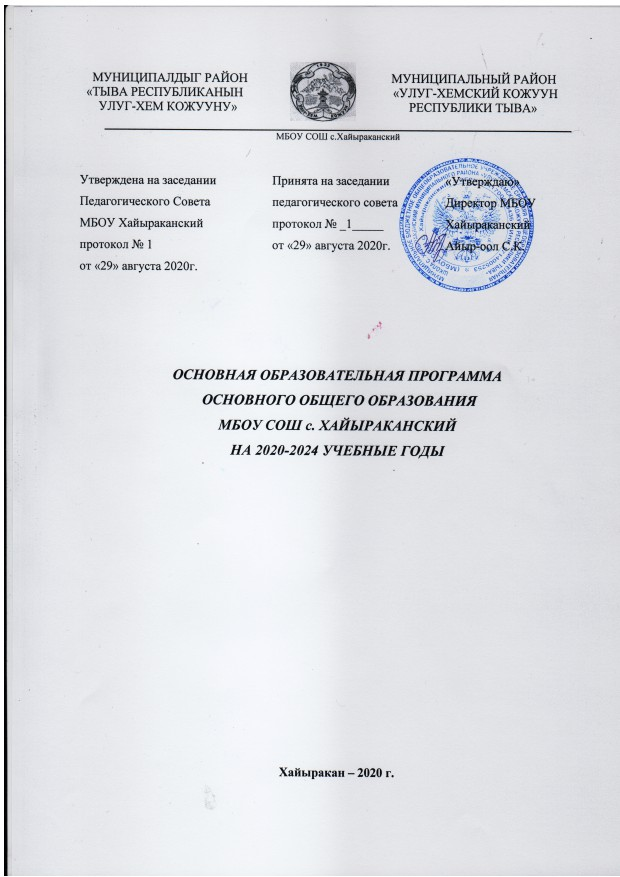 МУНИЦИПАЛДЫГ РАЙОН
«ТЫВА РЕСПУБЛИКАНЫН
УЛУГ-ХЕМ КОЖУУНУ»
МУНИЦИПАЛЬНЫЙ РАЙОН
«УЛУГ-ХЕМСКИЙ КОЖУУН
РЕСПУБЛИКИ ТЫВА»
МБОУ СОШ с.Хайыраканский
Утверждена на заседании
Педагогического Совета
МБОУ Хайыраканский
протокол № 1
от «29» августа 2020г.
Принята на заседании
педагогического совета
протокол № _1_____
от «29» августа 2020г.
«Утверждаю»
Директор МБОУ
Хайыраканский
Айыр-оол С.К.
ОСНОВНАЯ ОБРАЗОВАТЕЛЬНАЯ ПРОГРАММА
ОСНОВНОГО ОБЩЕГО ОБРАЗОВАНИЯ
МБОУ СОШ с. ХАЙЫРАКАНСКИЙ
НА 2020-2024 УЧЕБНЫЕ ГОДЫ
Хайыракан – 2020 г.